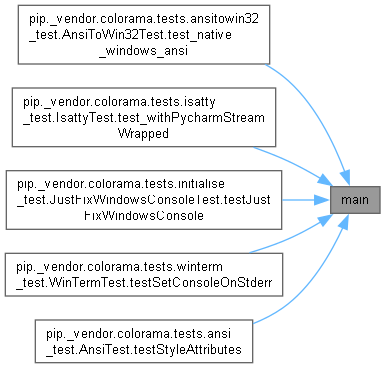 pip._vendor.colorama.tests.ansitowin32
_test.AnsiToWin32Test.test_native
_windows_ansi
pip._vendor.colorama.tests.isatty
_test.IsattyTest.test_withPycharmStream
Wrapped
pip._vendor.colorama.tests.initialise
_test.JustFixWindowsConsoleTest.testJust
FixWindowsConsole
main
pip._vendor.colorama.tests.winterm
_test.WinTermTest.testSetConsoleOnStderr
pip._vendor.colorama.tests.ansi
_test.AnsiTest.testStyleAttributes